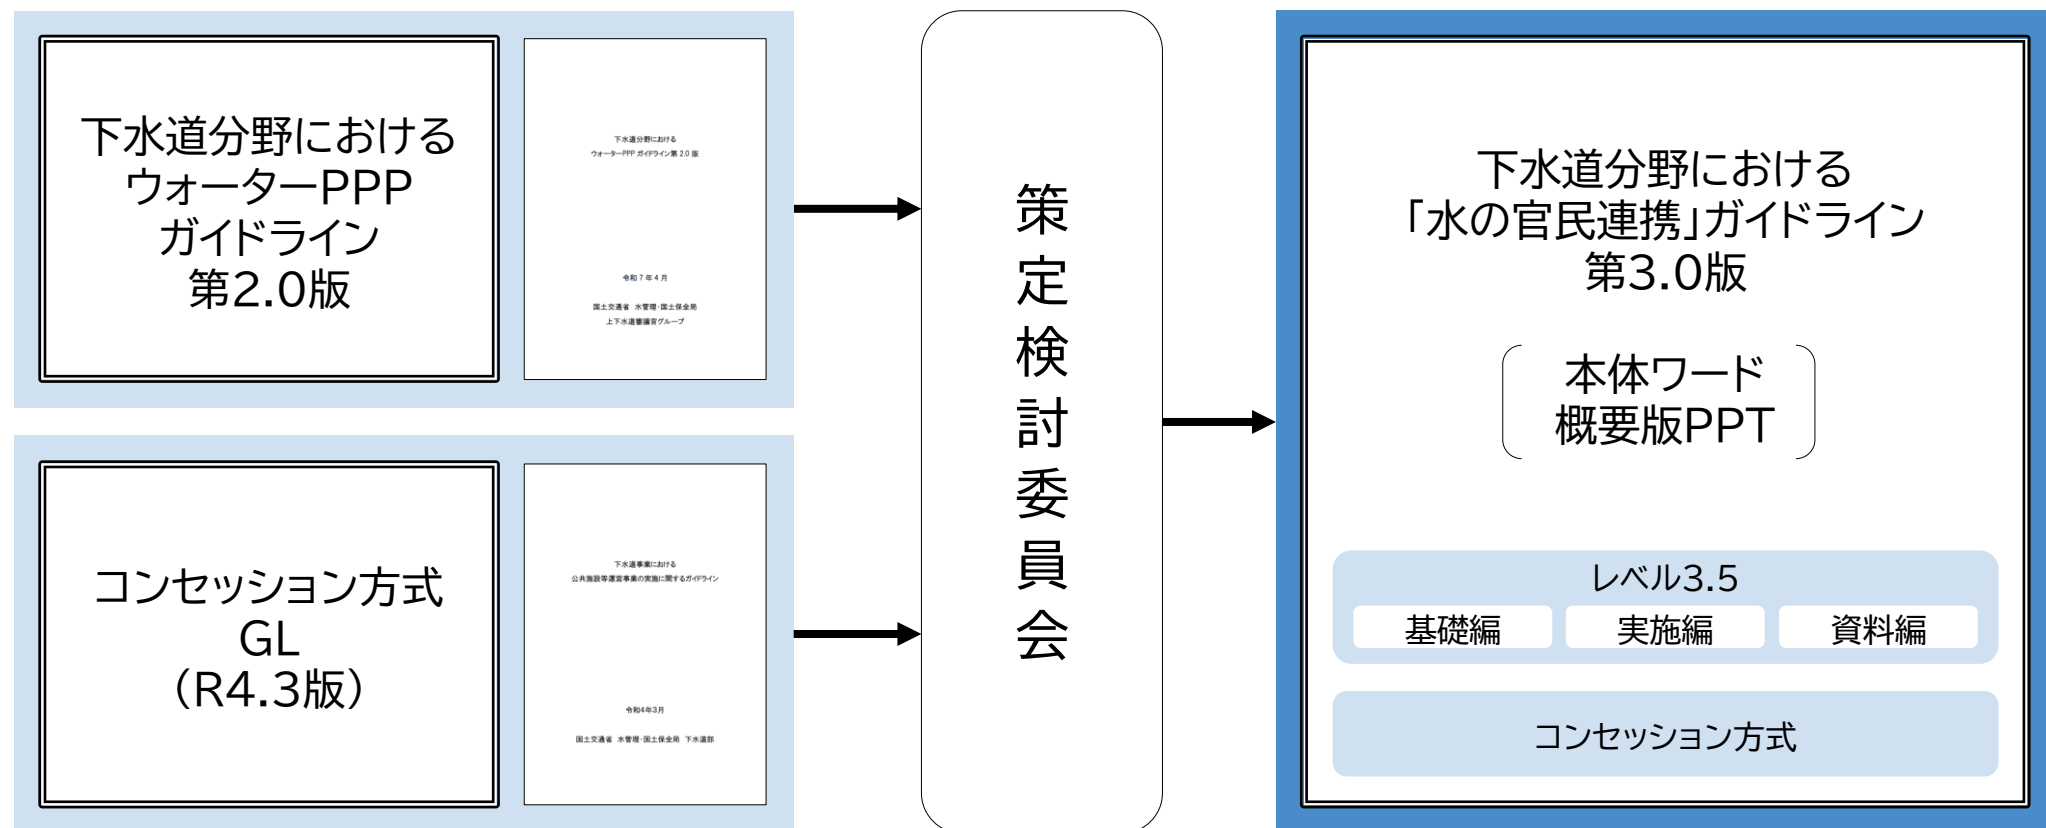 下水道分野における
ウォーターPPP
ガイドライン
第2.0版
下水道分野における
ウォーターPPP ガイドライン第 2.0 版
令和 7 年 4 月
国土交通省 水管理・国土保全局
上下水道審議官グループ
コンセッション方式
GL
（R4.3版）
下水道事業における
公共施設等運営事業の実施に関するガイドライン
令和4年3月
国土交通省 水管理・国土保全局 下水道部
策定検討委員会
下水道分野における
「水の官民連携」ガイドライン
第3.0版
本体ワード
概要版PPT
レベル3.5
基礎編 実施編 資料編
コンセッション方式